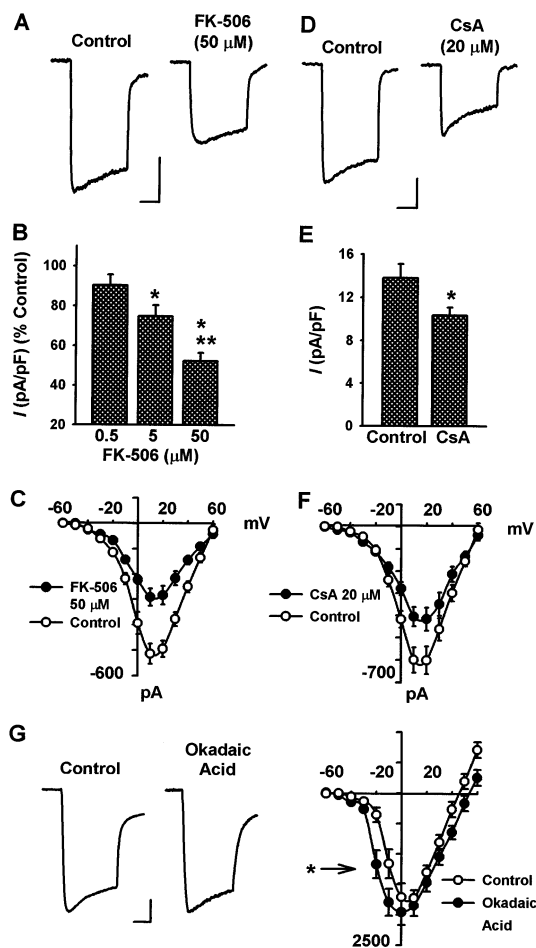 A
Control
FK-506
(50 µM)
D
Control
CsA
(20 µM)
B
I (pA/pF) (% Control)
100
80
60
40
20
*
*
**
0.5 5 50
FK-506 (µM)
E
I (pA/pF)
16
12
8
4
0
*
Control CsA
C
-60 -20 20 60
mV
FK-506
50 µM
Control
-600
pA
F
-60 -20 20 60
mV
CsA 20 µM
Control
-700
pA
G
Control
Okadaic
Acid
-60 -20 20
*
Control
Okadaic
Acid
2500